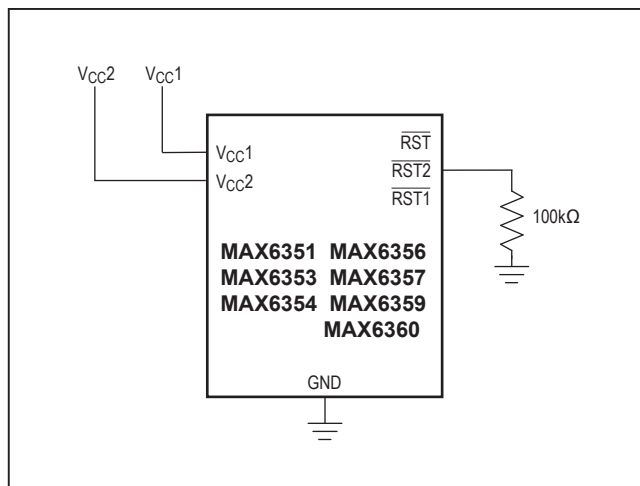 VCC2 VCC1
VCC1
VCC2
RST
RST2
RST1
100kΩ
MAX6351 MAX6356
MAX6353 MAX6357
MAX6354 MAX6359
MAX6360
GND